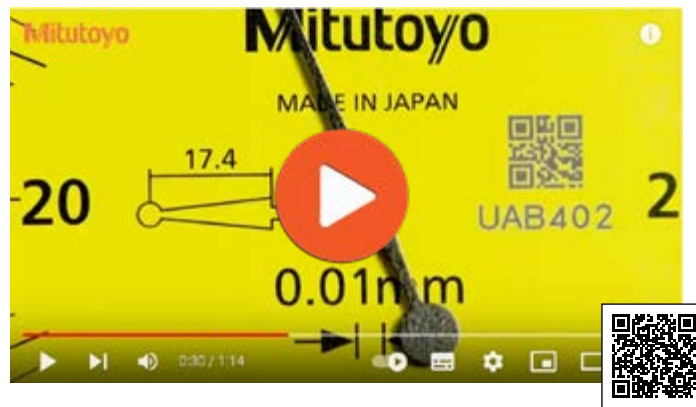 Mitutoyo
Mitutoyo
MADE IN JAPAN
17.4
20
UAB402
2
0.01mm
0:30 / 1:14